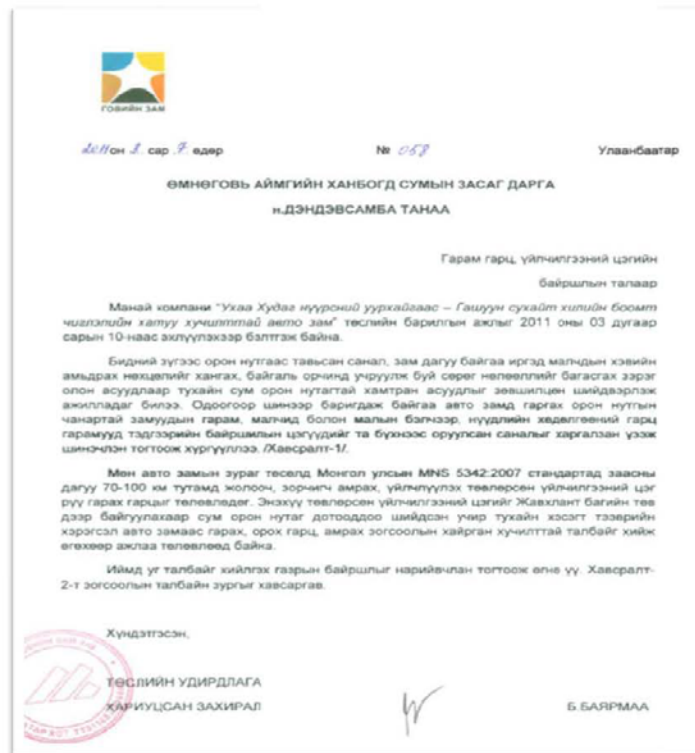 ГОВИЙН ЗАМ
2011 он 3. сар 7. өдөр № 058 Улаанбаатар
ӨМНӨГОВЬ АЙМГИЙН ХАНБОГД СУМЫН ЗАСАГ ДАРГА
н.ДЭНДЭВСАМБА ТАНАА
Гарам гарц, үйлчилгээний цэгийн
байршлын талаар
Манай компани "Ухаа Худаг нүүрсний уурхайгаас – Гашуун сухайт хилийн боомт
чиглэлийн хатуу хучилттай авто зам" төслийн барилгын ажлыг 2011 оны 03 дугаар
сарын 10-наас эхлүүлэхээр бэлтгэж байна.
Бидний зүгээс орон нутгаас тавьсан санал, зам дагуу байгаа иргэд малчдын хэвийн
амьдрах нөхцөлийг хангах, байгаль орчинд учруулж буй сөрөг нөлөөллийг багасгах зэрэг
олон асуудлаар тухайн сум орон нутагтай хамтран асуудлыг зөвшилцөн шийдвэрлэж
ажилладаг билээ. Одоогоор шинээр баригдаж байгаа авто замд гаргах орон нутгын
чанартай замуудын гарам, малчид болон малын бэлчээр, нүүдлийн хөдөлгөөний гарц
гарамууд тэдгээрийн байршилын цэгүүдийг та бүхнээс оруулсан саналыг харгалзан үзэж
шинэчлэн тогтоож хүргүүллээ. /Хавсралт-1/.
Мөн авто замын зураг төсөлд Монгол улсын MNS 5342:2007 стандартад заасны
дагуу 70-100 км тутамд жолооч, зорчигч амрах, үйлчлүүлэх төвлөрсөн үйлчилгээний цэг
рүү гарах гарцыг төлөвлөдөг. Энэхүү төвлөрсөн үйлчилгээний цэгийг Жавхлант багийн төв
дээр байгуулахаар сум орон нутаг дотооддоо шийдсэн учир тухайн хэсэгт тээврийн
хэрэгсэл авто замаас гарах, орох гарц, амрах зогсоолын хайрган хучилттай талбайг хийж
өгөхөөр ажлаа төлөвлөөд байна.
Иймд уг талбайг хийлгэх газрын байршлыг нарийвчлан тогтоож өгнө үү. Хавсралт-
2-т зогсоолын талбайн зургыг хавсаргав.
Хүндэтгэсэн,
ТӨСЛИЙН УДИРДЛАГА
ХАРИУЦСАН ЗАХИРАЛ Б.БАЯРМАА